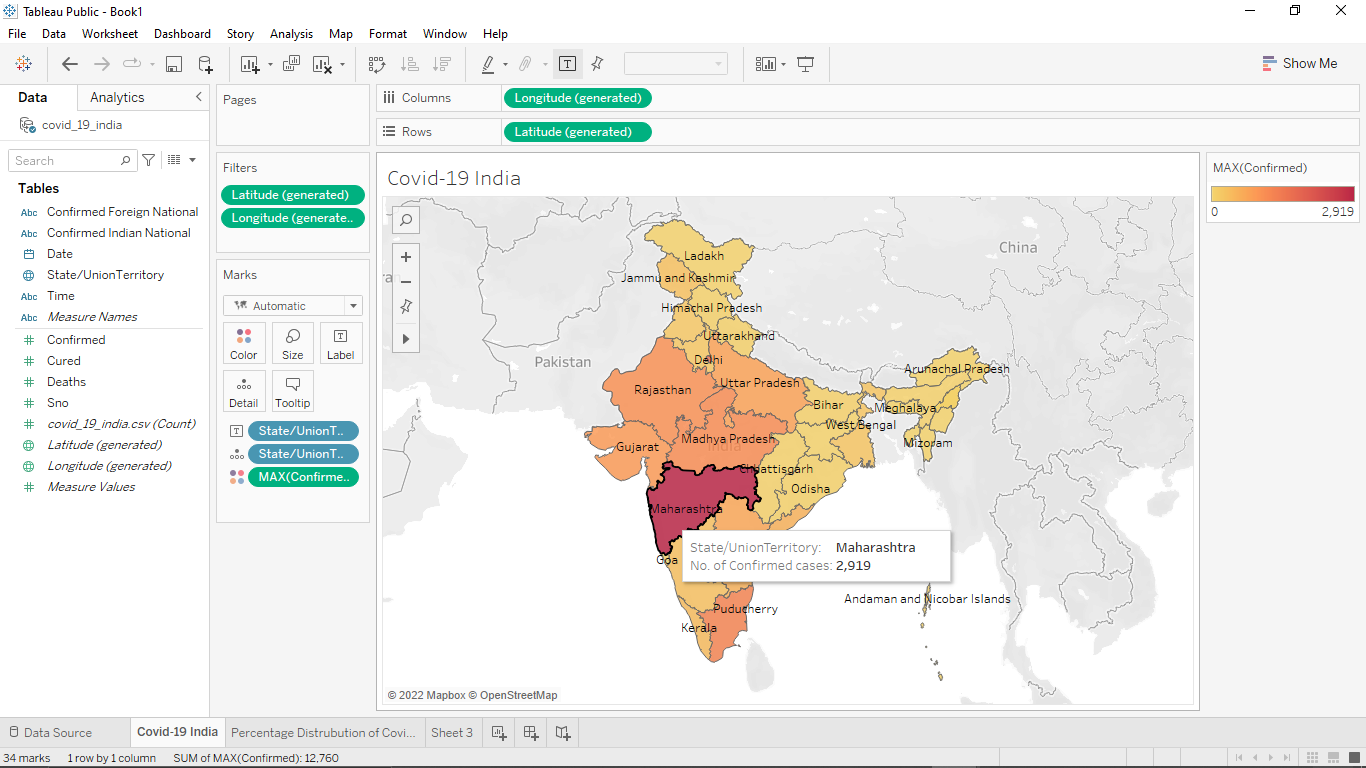 Tableau Public - Book1
File Data Worksheet Dashboard Story Analysis Map Format Window Help
Show Me
Data Analytics
covid_19_india
Search
Tables
Abc Confirmed Foreign National
Abc Confirmed Indian National
Date
State/UnionTerritory
Abc Time
Abc Measure Names
Confirmed
Cured
Deaths
Sno
covid_19_india.csv (Count)
Latitude (generated)
Longitude (generated)
Measure Values
Pages
Filters
Latitude (generated)
Longitude (generate..
Marks
Automatic
Color Size Label
Detail Tooltip
State/UnionT..
State/UnionT..
MAX(Confirme..
Columns Longitude (generated)
Rows Latitude (generated)
Covid-19 India
China
Ladakh
Jammu and Kashmir
Himachal Pradesh
Uttarakhand
Pakistan
Delhi
Arunachal Pradesh
Rajasthan
Uttar Pradesh
Bihar
Meghalaya
West Bengal
Gujarat
Madhya Pradesh
India
Mizoram
Chhattisgarh
Odisha
Maharashtra
Goa
State/UnionTerritory: Maharashtra
No. of Confirmed cases: 2,919
Andaman and Nicobar Islands
Puducherry
Kerala
© 2022 Mapbox © OpenStreetMap
MAX(Confirmed)
0 2,919
Data Source Covid-19 India Percentage Distrubution of Covi... Sheet 3
34 marks 1 row by 1 column SUM of MAX(Confirmed): 12,760